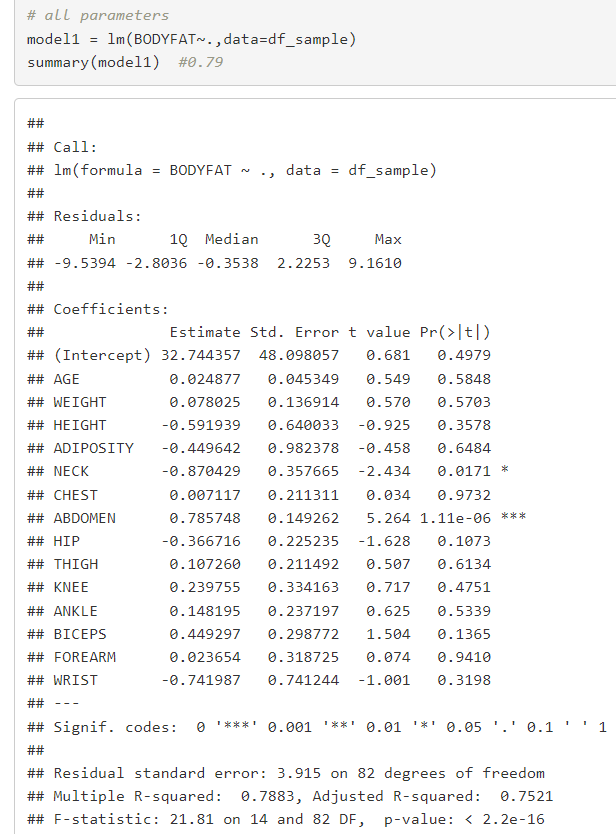 # all parameters
model1 = lm(BODYFAT~.,data=df_sample)
summary(model1)  #0.79
##
## Call:
## lm(formula = BODYFAT ~ ., data = df_sample)
##
## Residuals:
##     Min      1Q  Median      3Q     Max
## -9.5394 -2.8036 -0.3538  2.2253  9.1610
##
## Coefficients:
##              Estimate Std. Error t value Pr(>|t|)
## (Intercept) 32.744357  48.098057   0.681   0.4979
## AGE          0.024877   0.045349   0.549   0.5848
## WEIGHT       0.078025   0.136914   0.570   0.5703
## HEIGHT      -0.591939   0.640033  -0.925   0.3578
## ADIPOSITY   -0.449642   0.982378  -0.458   0.6484
## NECK        -0.870429   0.357665  -2.434   0.0171 *
## CHEST        0.007117   0.211311   0.034   0.9732
## ABDOMEN      0.785748   0.149262   5.264 1.11e-06 ***
## HIP         -0.366716   0.225235  -1.628   0.1073
## THIGH        0.107260   0.211492   0.507   0.6134
## KNEE         0.239755   0.334163   0.717   0.4751
## ANKLE        0.148195   0.237197   0.625   0.5339
## BICEPS       0.449297   0.298772   1.504   0.1365
## FOREARM      0.023654   0.318725   0.074   0.9410
## WRIST       -0.741987   0.741244  -1.001   0.3198
## ---
## Signif. codes:  0 '***' 0.001 '**' 0.01 '*' 0.05 '.' 0.1 ' ' 1
##
## Residual standard error: 3.915 on 82 degrees of freedom
## Multiple R-squared:  0.7883, Adjusted R-squared:  0.7521
## F-statistic: 21.81 on 14 and 82 DF,  p-value: < 2.2e-16